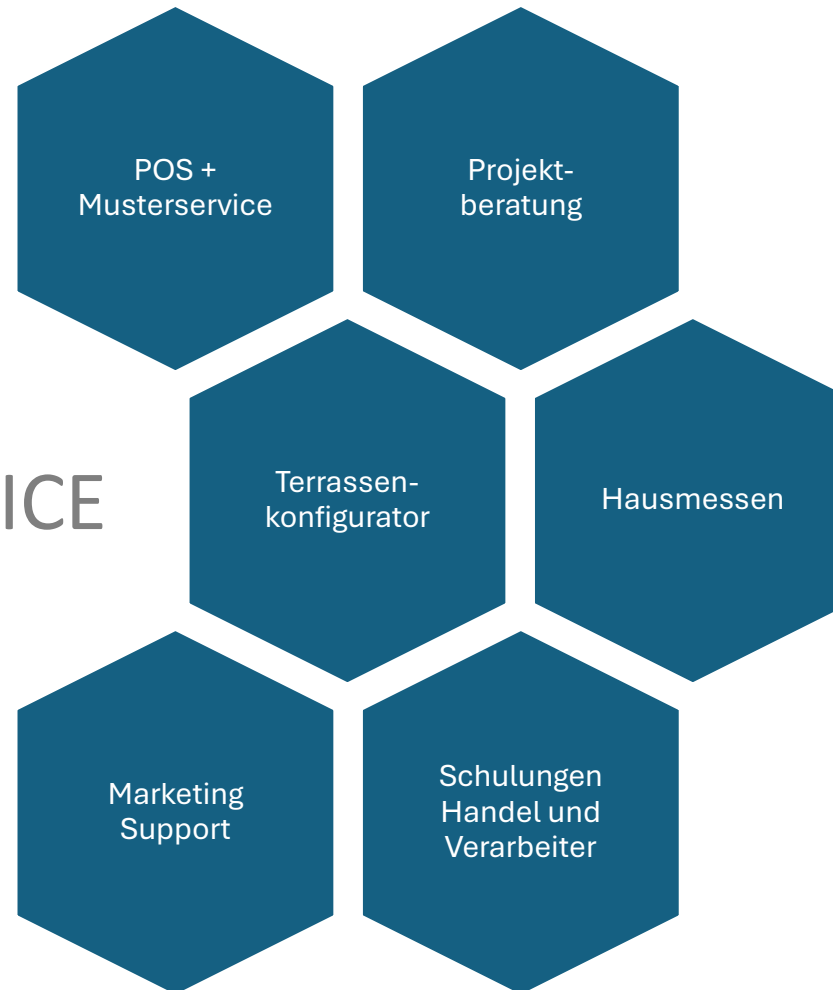 POS +
Musterservice
Projekt-
beratung
ICE
Terrassen-
konfigurator
Hausmessen
Marketing
Support
Schulungen
Handel und
Verarbeiter